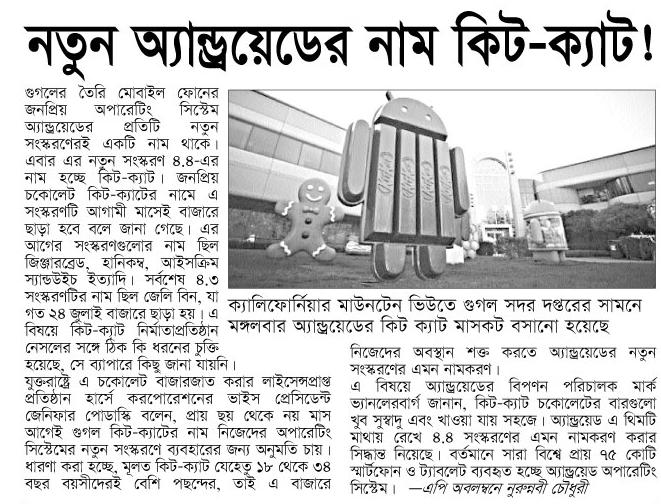 নতুন অ্যান্ড্রয়েডের নাম কিট-ক্যাট!
গুগলের তৈরি মোবাইল ফোনের
জনপ্রিয় অপারেটিং সিস্টেম
অ্যান্ড্রয়েডের প্রতিটি নতুন
সংস্করণেরই একটি নাম থাকে।
এবার এর নতুন সংস্করণ ৪.৪-এর
নাম হচ্ছে কিট-ক্যাট। জনপ্রিয়
চকোলেট কিট-ক্যাটের নামে এ
সংস্করণটি আগামী মাসেই বাজারে
ছাড়া হবে বলে জানা গেছে। এর
আগের সংস্করণগুলোর নাম ছিল
জিঞ্জারব্রেড, হানিকম্ব, আইসক্রিম
স্যান্ডউইচ ইত্যাদি। সর্বশেষ ৪.৩
সংস্করণটির নাম ছিল জেলি বিন, যা
গত ২৪ জুলাই বাজারে ছাড়া হয়। এ
বিষয়ে কিট-ক্যাট নির্মাতাপ্রতিষ্ঠান
নেসলের সঙ্গে ঠিক কি ধরনের চুক্তি
হয়েছে, সে ব্যাপারে কিছু জানা যায়নি।
যুক্তরাষ্ট্রে এ চকোলেট বাজারজাত করার লাইসেন্সপ্রাপ্ত
প্রতিষ্ঠান হার্সে করপোরেশনের ভাইস প্রেসিডেন্ট
জেনিফার পোডাস্কি বলেন, প্রায় ছয় থেকে নয় মাস
আগেই গুগল কিট-ক্যাটের নাম নিজেদের অপারেটিং
সিস্টেমের নতুন সংস্করণে ব্যবহারের জন্য অনুমতি চায়।
ধারণা করা হচ্ছে, মূলত কিট-ক্যাট যেহেতু ১৮ থেকে ৩৪
বছর বয়সীদেরই বেশি পছন্দের, তাই এ বাজারে
ক্যালিফোর্নিয়ার মাউনটেন ভিউতে গুগল সদর দপ্তরের সামনে
মঙ্গলবার অ্যান্ড্রয়েডের কিট ক্যাট মাসকট বসানো হয়েছে
নিজেদের অবস্থান শক্ত করতে অ্যান্ড্রয়েডের নতুন
সংস্করণের এমন নামকরণ।
এ বিষয়ে অ্যান্ড্রয়েডের বিপণন পরিচালক মার্ক
ভ্যানলেরবার্গ জানান, কিট-ক্যাট চকোলেটের বারগুলো
খুব সুস্বাদু এবং খাওয়া যায় সহজে। অ্যান্ড্রয়েড এ থিমটি
মাথায় রেখে ৪.৪ সংস্করণের এমন নামকরণ করার
সিদ্ধান্ত নিয়েছে। বর্তমানে সারা বিশ্বে প্রায় ৭৫ কোটি
স্মার্টফোন ও ট্যাবলেট ব্যবহৃত হচ্ছে অ্যান্ড্রয়েড অপারেটিং
সিস্টেম। —এপি অবলম্বনে নুরুন্নবী চৌধুরী